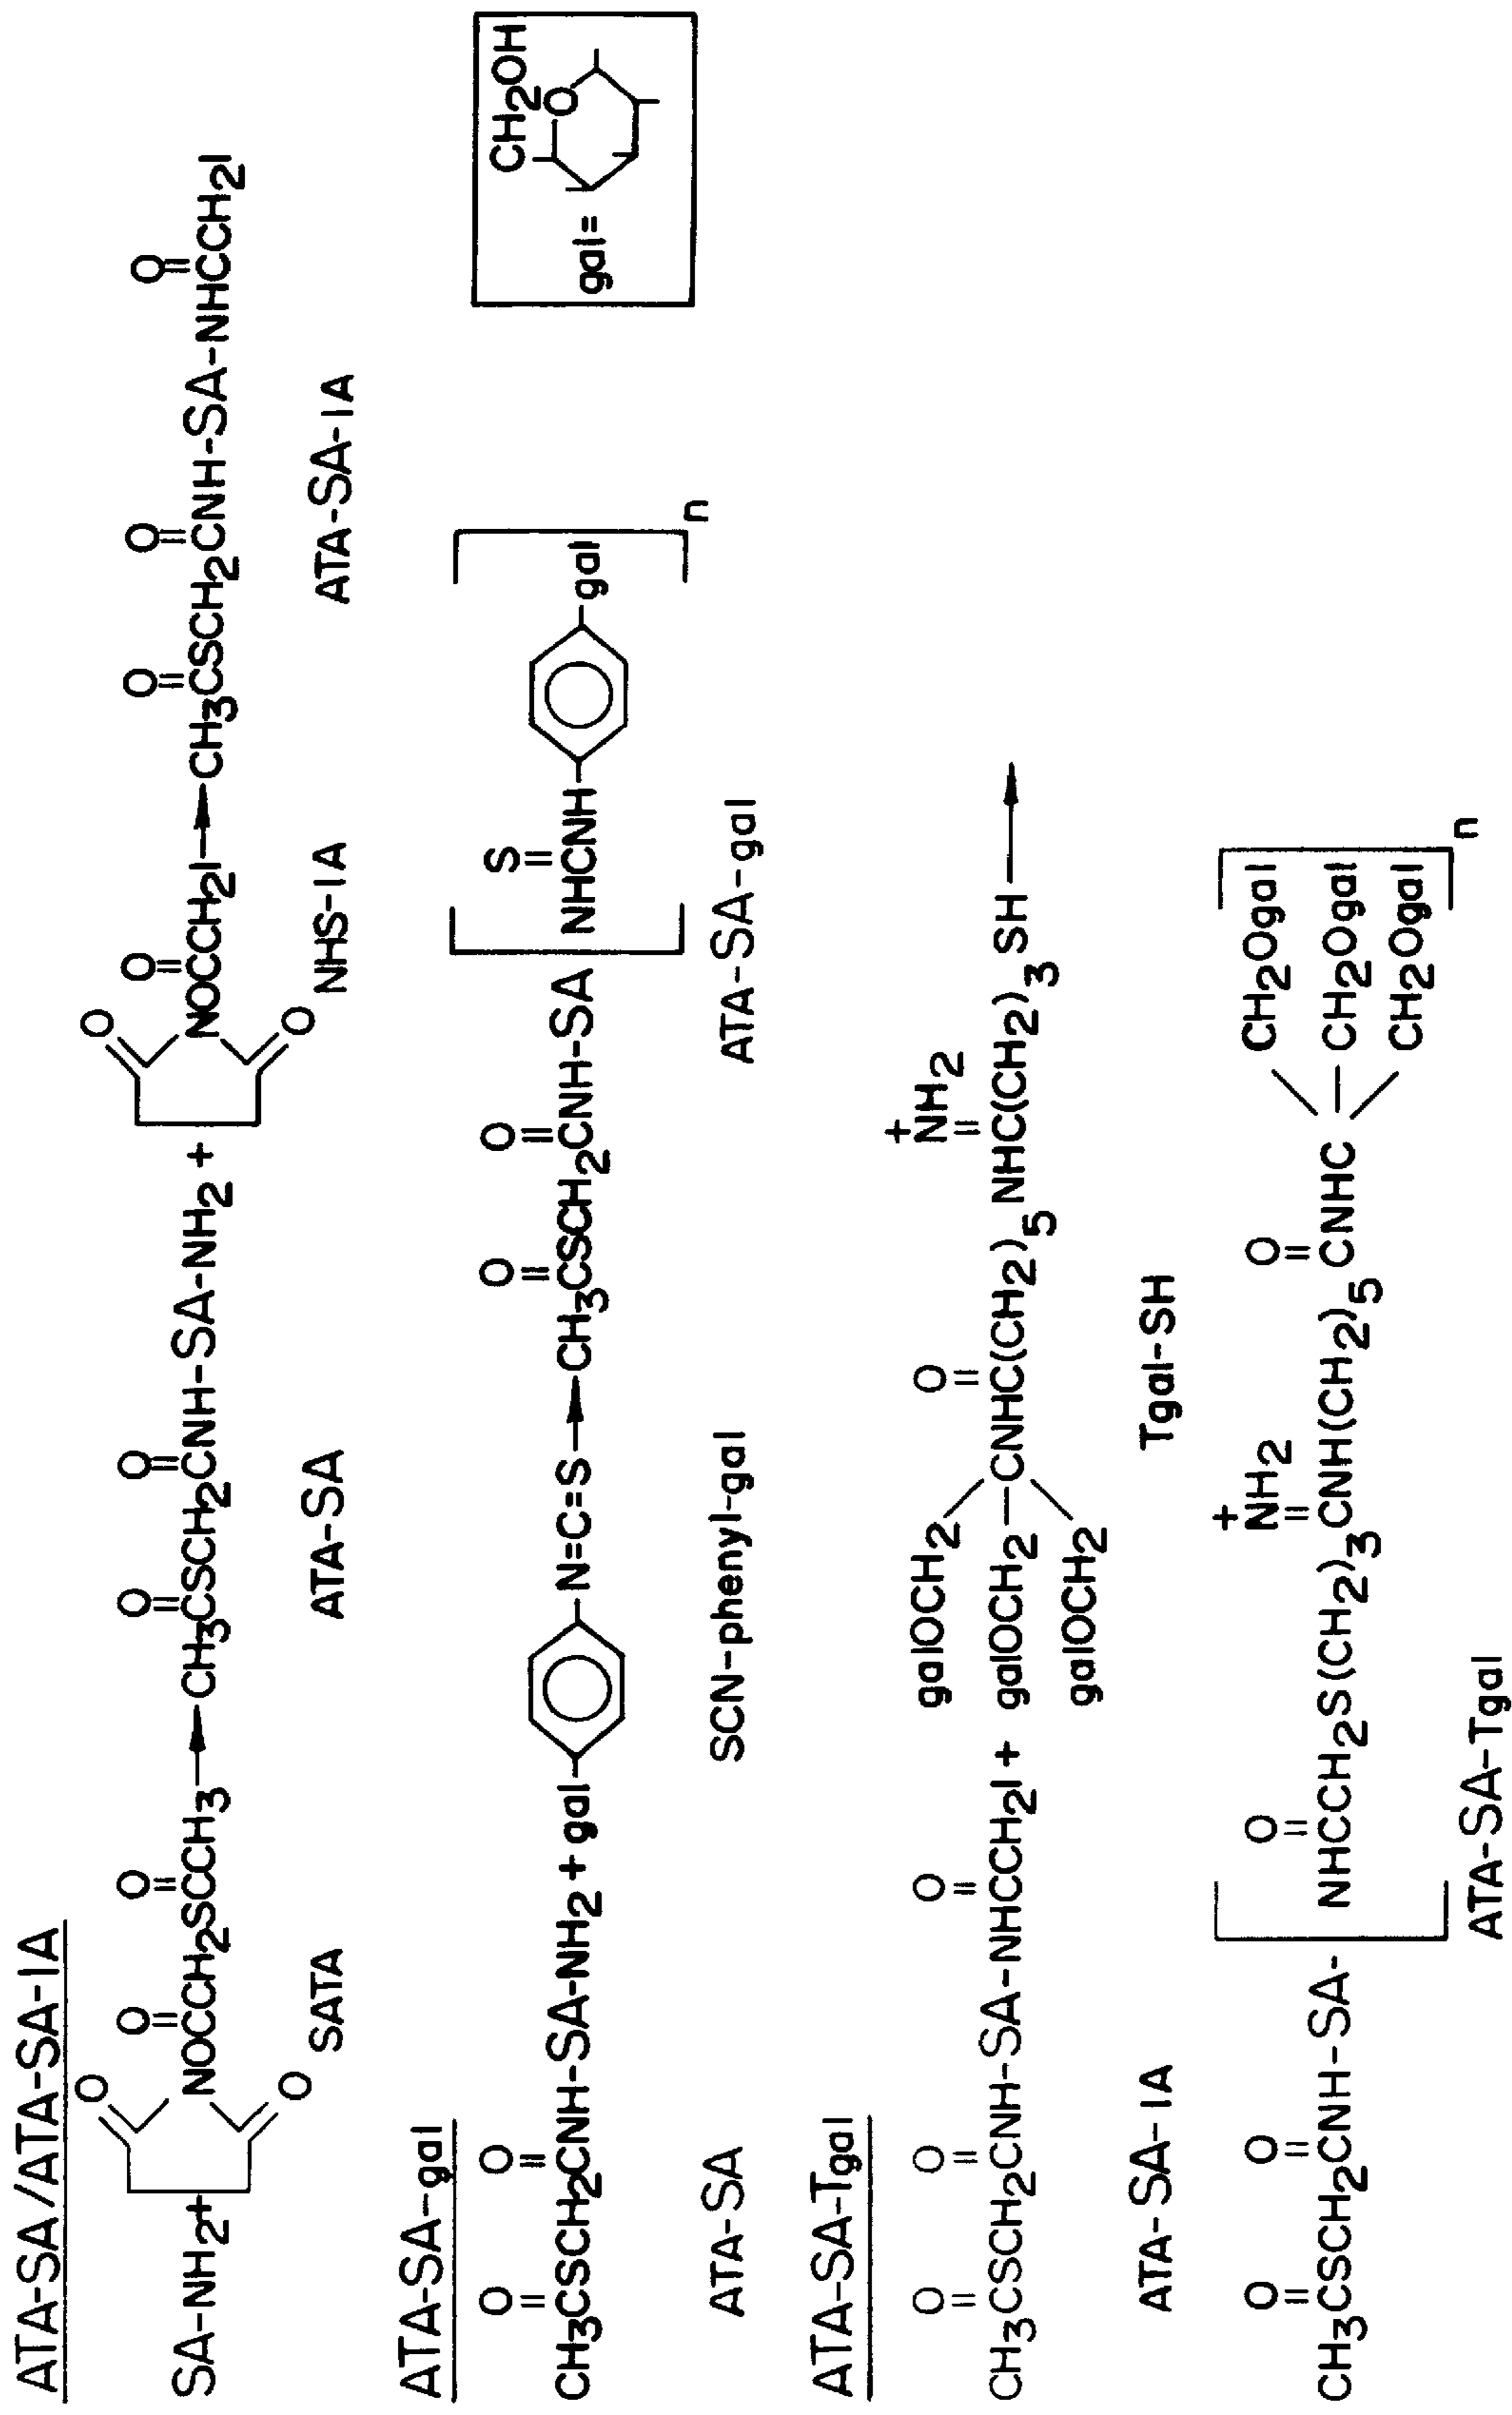 ATA-SA/ATA-SA-IA
O O O O O O O O O O O O
SA-NH2+ NOCCH2SCCH3→CH3CSCH2CNH-SA-NH2+ NOCCH2I→CH3CSCH2CNH-SA-NHCCH2I
SATA ATA-SA NHS-IA ATA-SA-IA
ATA-SA-gal
O O O O S
CH3CSCH2CNH-SA-NH2+gal- -N=C=S→CH3CSCH2CNH-SA [NHCNH- -gal]n
ATA-SA SCN-phenyl-gal ATA-SA-gal
gal= CH2OH O
ATA-SA-Tgal
O O O galOCH2 O +NH2
CH3CSCH2CNH-SA-NHCCH2I+ galOCH2-CNHC(CH2)5NHC(CH2)3SH→
galOCH2
ATA-SA-IA Tgal-SH
O O O +NH2 O CH2Ogal
CH3CSCH2CNH-SA-[NHCCH2S(CH2)3CNH(CH2)5CNHC CH2Ogal]n
CH2Ogal
ATA-SA-Tgal